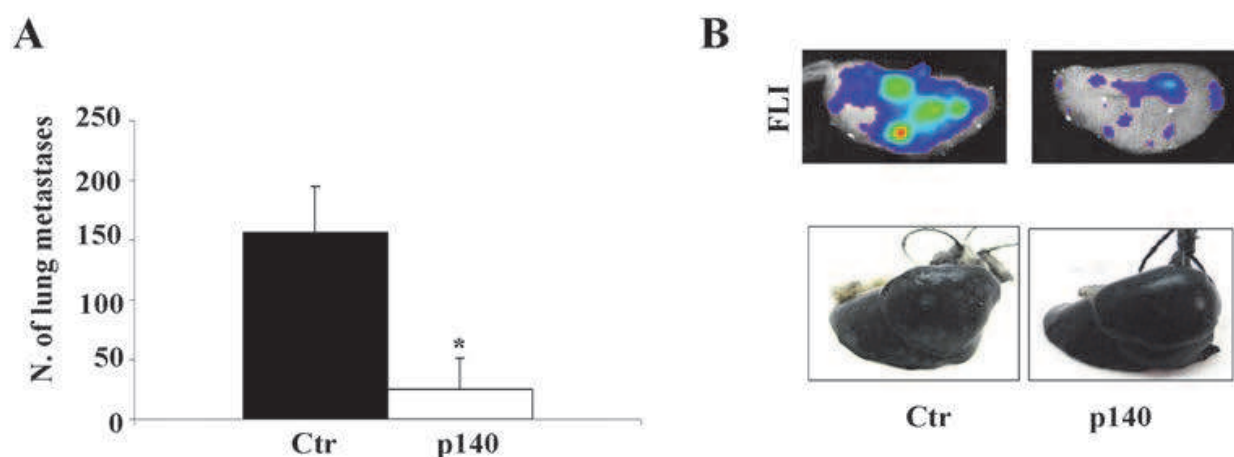 A
N. of lung metastases
250
200
150
100
50
0
*
Ctr
p140
B
FLI
Ctr
p140